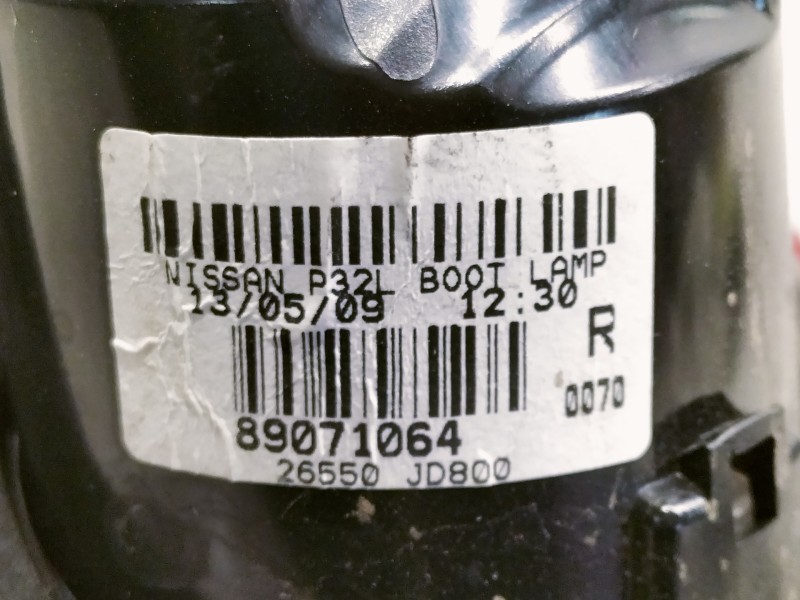 NISSAN P32L BOOT LAMP
13/05/09 12:30
R
0070
89071064
26550 JD800